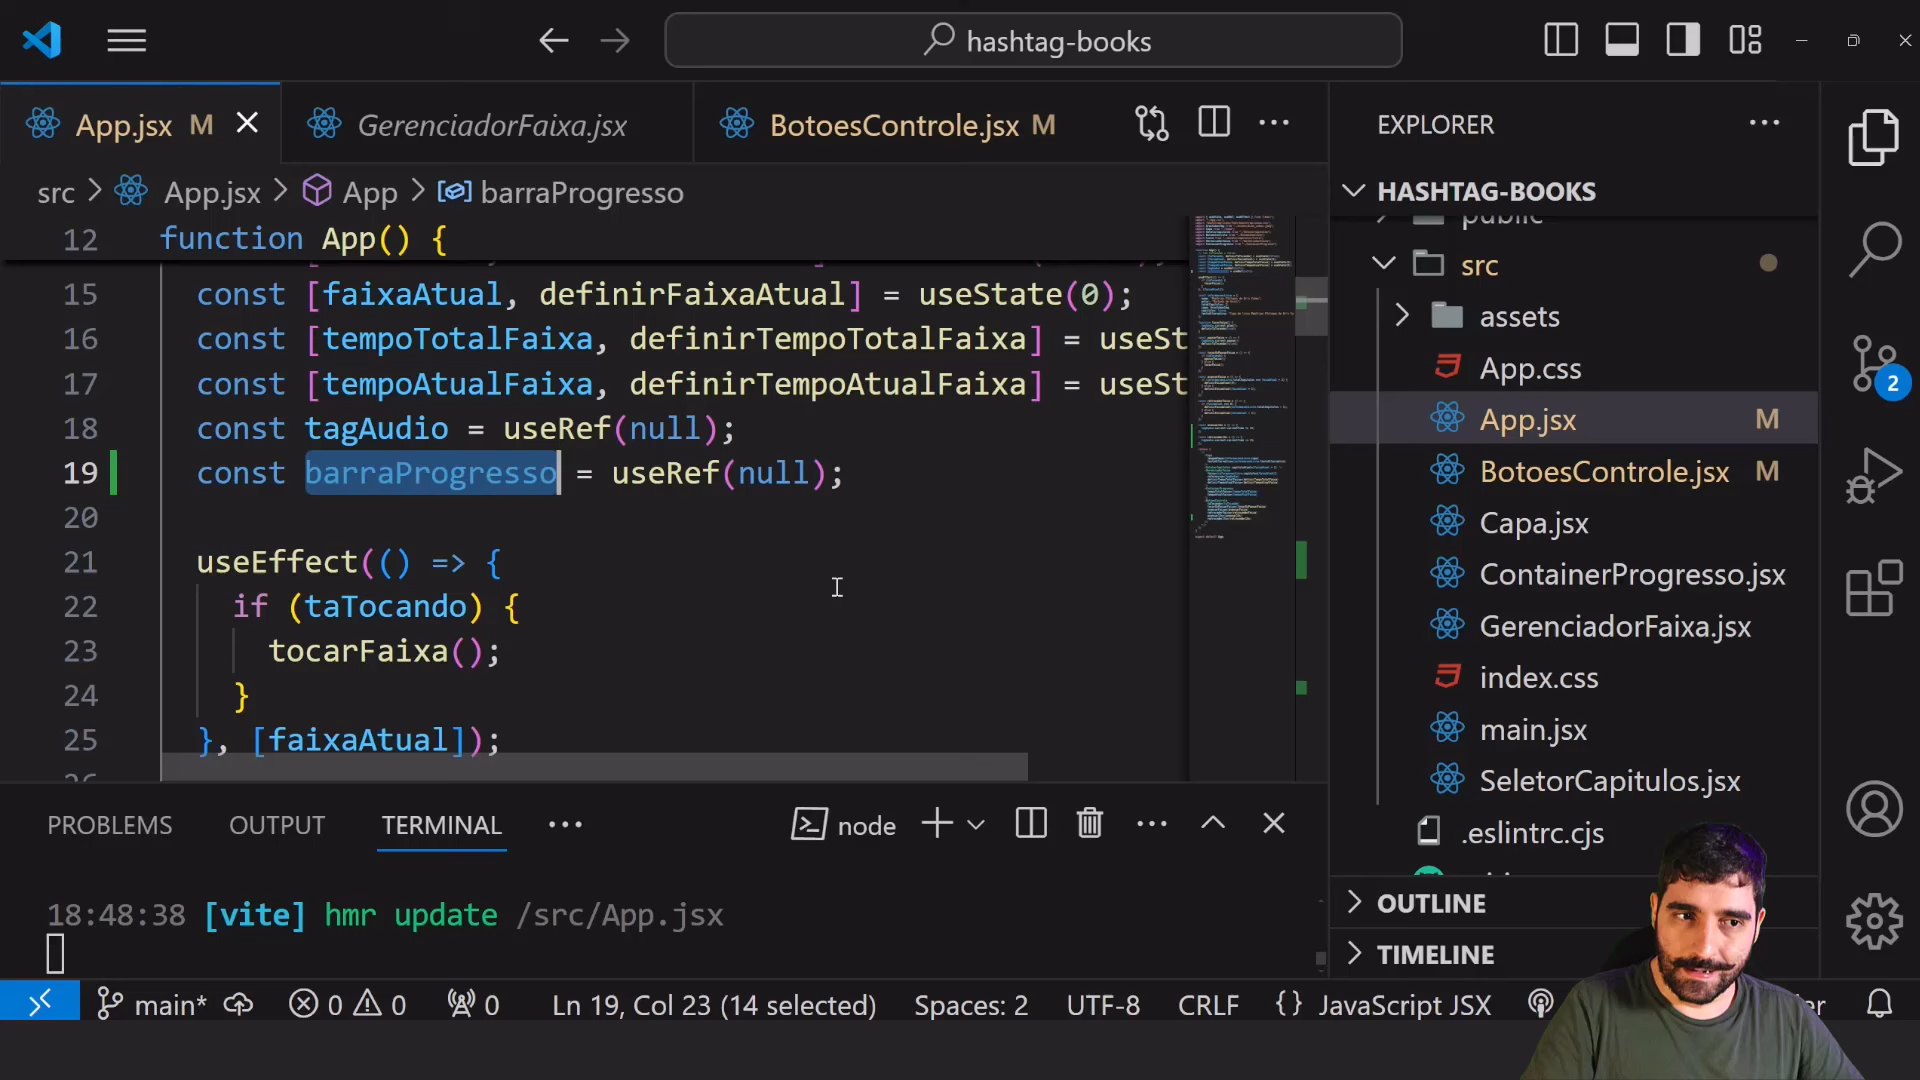 hashtag-books
App.jsx M
GerenciadorFaixa.jsx
BotoesControle.jsx M
src > App.jsx > App > barraProgresso
12 function App() {
15 const [faixaAtual, definirFaixaAtual] = useState(0);
16 const [tempoTotalFaixa, definirTempoTotalFaixa] = useSt
17 const [tempoAtualFaixa, definirTempoAtualFaixa] = useSt
18 const tagAudio = useRef(null);
19 const barraProgresso = useRef(null);
20
21 useEffect(() => {
22 if (taTocando) {
23 tocarFaixa();
24 }
25 }, [faixaAtual]);
EXPLORER
HASHTAG-BOOKS
public
src
assets
App.css
App.jsx M
BotoesControle.jsx M
Capa.jsx
ContainerProgresso.jsx
GerenciadorFaixa.jsx
index.css
main.jsx
SeletorCapitulos.jsx
.eslintrc.cjs
OUTLINE
TIMELINE
2
PROBLEMS OUTPUT TERMINAL
node
18:48:38 [vite] hmr update /src/App.jsx
main* 0 0 0 Ln 19, Col 23 (14 selected) Spaces: 2 UTF-8 CRLF {} JavaScript JSX